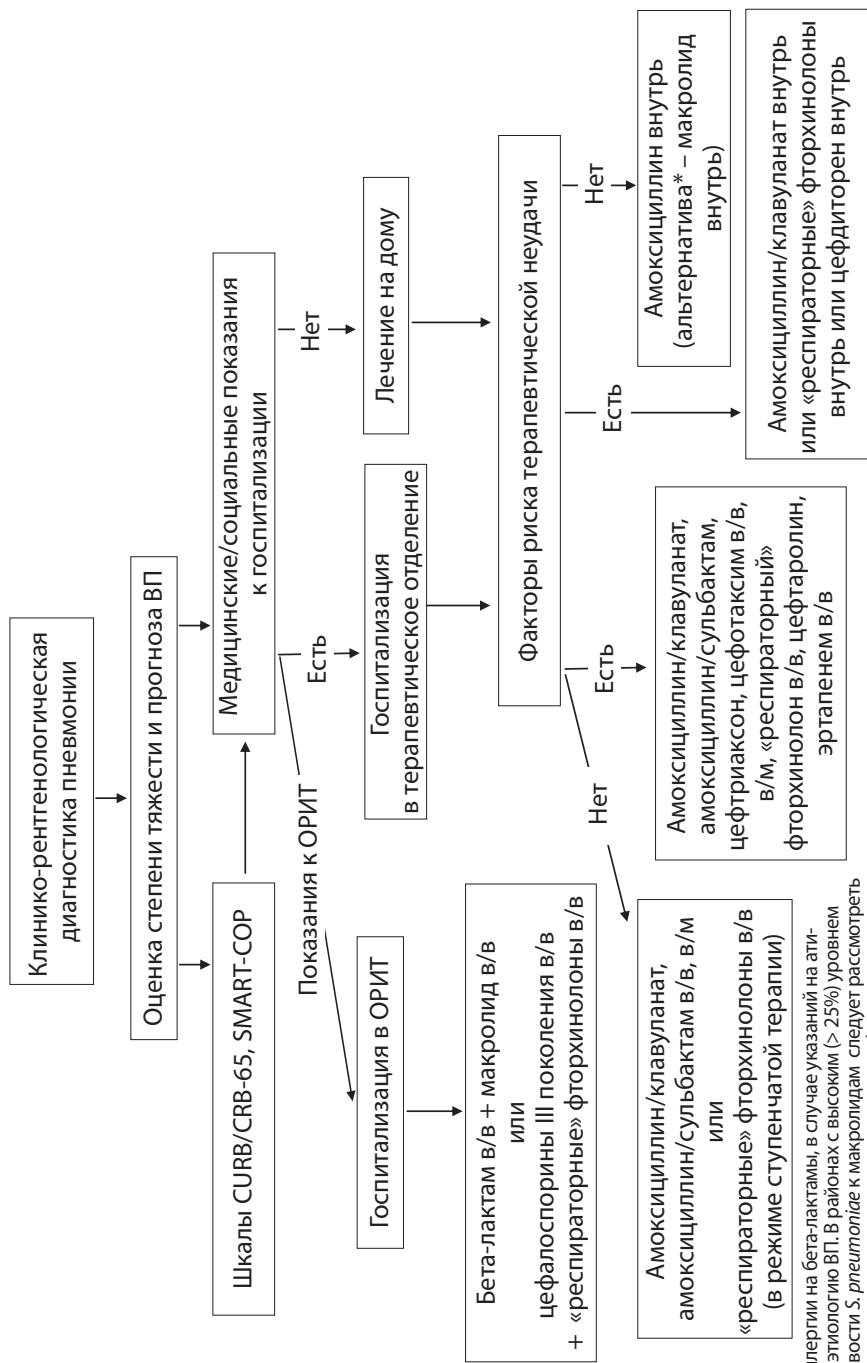 Клинико-рентгенологическая
диагностика пневмонии
Оценка степени тяжести и прогноза ВП
Шкалы CURB/CRB-65, SMART-COP
Медицинские/социальные показания
к госпитализации
Показания к ОРИТ
Есть
Нет
Госпитализация в ОРИТ
Госпитализация
в терапевтическое отделение
Лечение на дому
Бета-лактам в/в + макролид в/в
или
цефалоспорины III поколения в/в
+ «респираторные» фторхинолоны в/в
Факторы риска терапевтической неудачи
Нет
Есть
Есть
Нет
Амоксициллин/клавуланат,
амоксициллин/сульбактам в/в, в/м
или
«респираторные» фторхинолоны в/в
(в режиме ступенчатой терапии)
Амоксициллин/клавуланат,
амоксициллин/сульбактам,
цефтриаксон, цефотаксим в/в,
в/м, «респираторный»
фторхинолон в/в, цефтаролин,
эртапенем в/в
Амоксициллин внутрь
(альтернатива* – макролид
внутрь)
Амоксициллин/клавуланат внутрь
или «респираторные» фторхинолоны
внутрь или цефдиторен внутрь
ллергии на бета-лактамы, в случае указаний на ати-
этиологию ВП. В районах с высоким (> 25%) уровнем
вости S. pneumoniae к макролидам следует рассмотреть